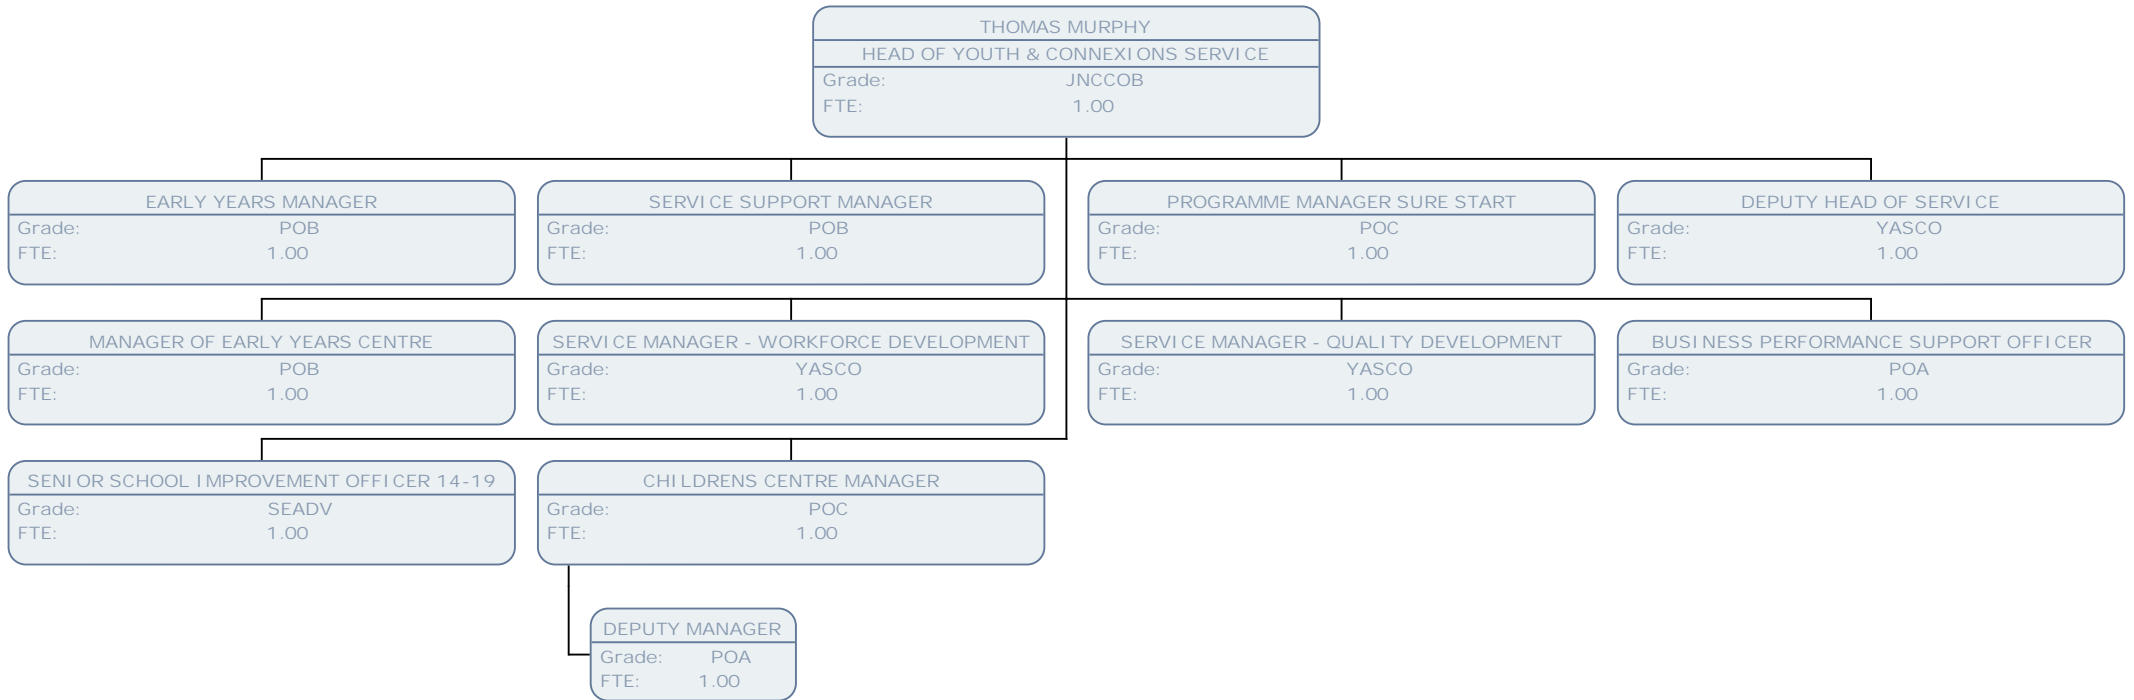 THOMAS MURPHY
HEAD OF YOUTH & CONNEXIONS SERVICE
Grade: JNCCOB
FTE: 1.00
EARLY YEARS MANAGER
Grade: POB
FTE: 1.00
SERVICE SUPPORT MANAGER
Grade: POB
FTE: 1.00
PROGRAMME MANAGER SURE START
Grade: POC
FTE: 1.00
DEPUTY HEAD OF SERVICE
Grade: YASCO
FTE: 1.00
MANAGER OF EARLY YEARS CENTRE
Grade: POB
FTE: 1.00
SERVICE MANAGER - WORKFORCE DEVELOPMENT
Grade: YASCO
FTE: 1.00
SERVICE MANAGER - QUALITY DEVELOPMENT
Grade: YASCO
FTE: 1.00
BUSINESS PERFORMANCE SUPPORT OFFICER
Grade: POA
FTE: 1.00
SENIOR SCHOOL IMPROVEMENT OFFICER 14-19
Grade: SEADV
FTE: 1.00
CHILDRENS CENTRE MANAGER
Grade: POC
FTE: 1.00
DEPUTY MANAGER
Grade: POA
FTE: 1.00